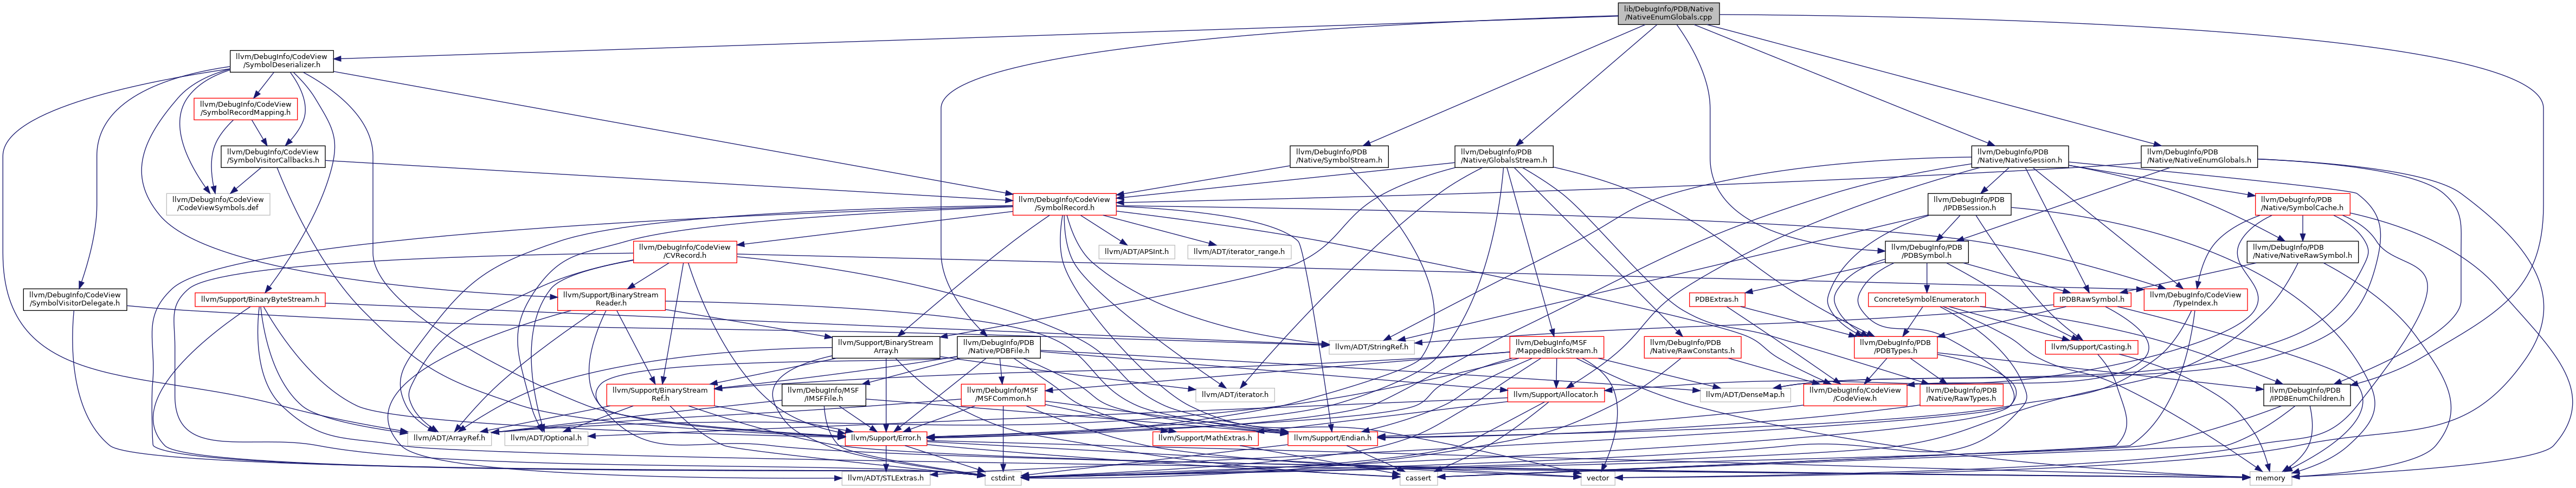 lib/DebugInfo/PDB/Native
/NativeEnumGlobals.cpp
llvm/DebugInfo/CodeView
/SymbolDeserializer.h
llvm/DebugInfo/CodeView
/SymbolRecordMapping.h
llvm/DebugInfo/CodeView
/SymbolVisitorCallbacks.h
llvm/DebugInfo/PDB
/Native/SymbolStream.h
llvm/DebugInfo/PDB
/Native/GlobalsStream.h
llvm/DebugInfo/PDB
/Native/NativeSession.h
llvm/DebugInfo/PDB
/Native/NativeEnumGlobals.h
llvm/DebugInfo/CodeView
/CodeViewSymbols.def
llvm/DebugInfo/CodeView
/SymbolRecord.h
llvm/DebugInfo/PDB
/IPDBSession.h
llvm/DebugInfo/PDB
/Native/SymbolCache.h
llvm/DebugInfo/CodeView
/CVRecord.h
llvm/ADT/APSInt.h
llvm/ADT/iterator_range.h
llvm/DebugInfo/PDB
/PDBSymbol.h
llvm/DebugInfo/PDB
/Native/NativeRawSymbol.h
llvm/DebugInfo/CodeView
/SymbolVisitorDelegate.h
llvm/Support/BinaryByteStream.h
llvm/Support/BinaryStream
Reader.h
PDBExtras.h
ConcreteSymbolEnumerator.h
IPDBRawSymbol.h
llvm/DebugInfo/CodeView
/TypeIndex.h
llvm/Support/BinaryStream
Array.h
llvm/DebugInfo/PDB
/Native/PDBFile.h
llvm/ADT/StringRef.h
llvm/DebugInfo/MSF
/MappedBlockStream.h
llvm/DebugInfo/PDB
/Native/RawConstants.h
llvm/DebugInfo/PDB
/PDBTypes.h
llvm/Support/Casting.h
llvm/Support/BinaryStream
Ref.h
llvm/DebugInfo/MSF
/IMSFFile.h
llvm/DebugInfo/MSF
/MSFCommon.h
llvm/ADT/iterator.h
llvm/Support/Allocator.h
llvm/ADT/DenseMap.h
llvm/DebugInfo/CodeView
/CodeView.h
llvm/DebugInfo/PDB
/Native/RawTypes.h
llvm/DebugInfo/PDB
/IPDBEnumChildren.h
llvm/ADT/ArrayRef.h
llvm/ADT/Optional.h
llvm/Support/Error.h
llvm/Support/MathExtras.h
llvm/Support/Endian.h
llvm/ADT/STLExtras.h
cstdint
cassert
vector
memory